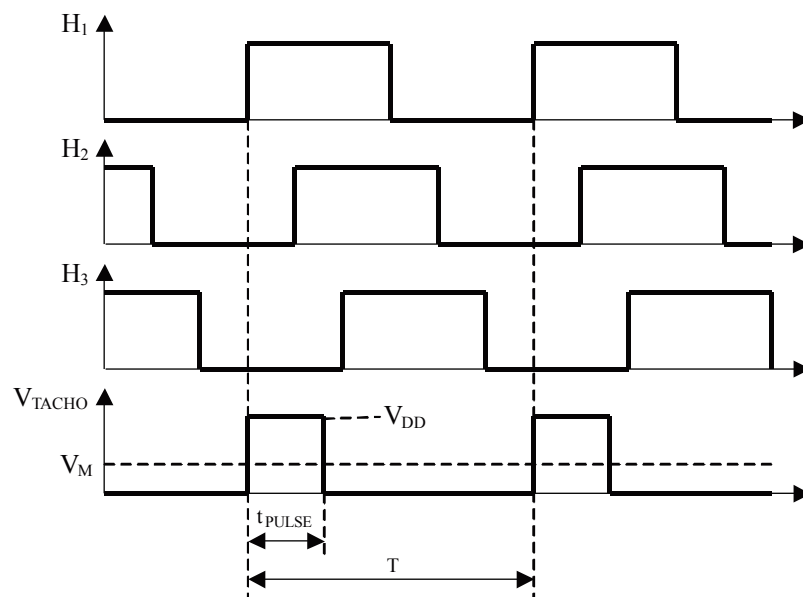 H₁
H₂
H₃
V_TACHO
V_DD
V_M
t_PULSE
T